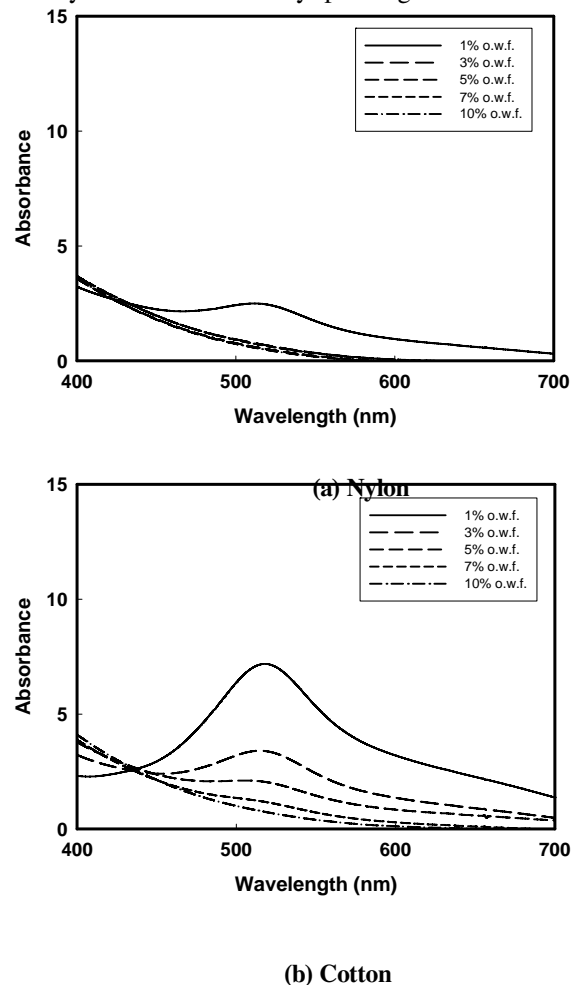 15
1% o.w.f.
3% o.w.f.
5% o.w.f.
7% o.w.f.
10% o.w.f.
10
Absorbance
5
0
400 500 600 700
Wavelength (nm)
(a) Nylon
15
1% o.w.f.
3% o.w.f.
5% o.w.f.
7% o.w.f.
10% o.w.f.
10
Absorbance
5
0
400 500 600 700
Wavelength (nm)
(b) Cotton